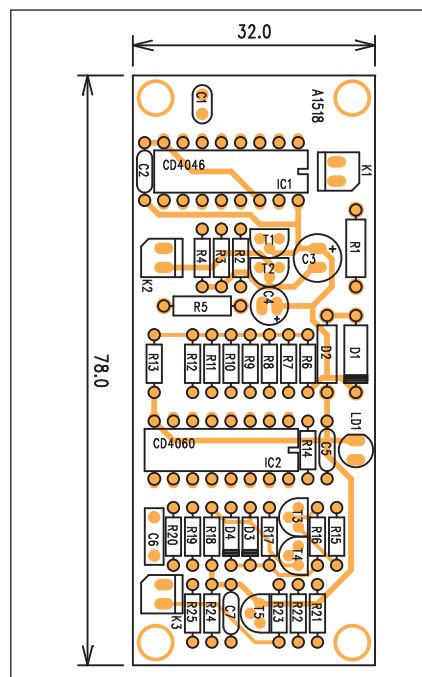 32.0
78.0
C1
A1518
C2
CD4046
IC1
K1
K2
R4
R3
R2
T1
T2
C3
+
R1
R5
C4
+
R13
R12
R11
R10
R9
R8
R7
R6
D2
D1
CD4060
IC2
R14
C5
LD1
C6
R20
R19
R18
D4
D3
R17
T3
T4
R16
R15
K3
R25
R24
C7
T5
R23
R22
R21